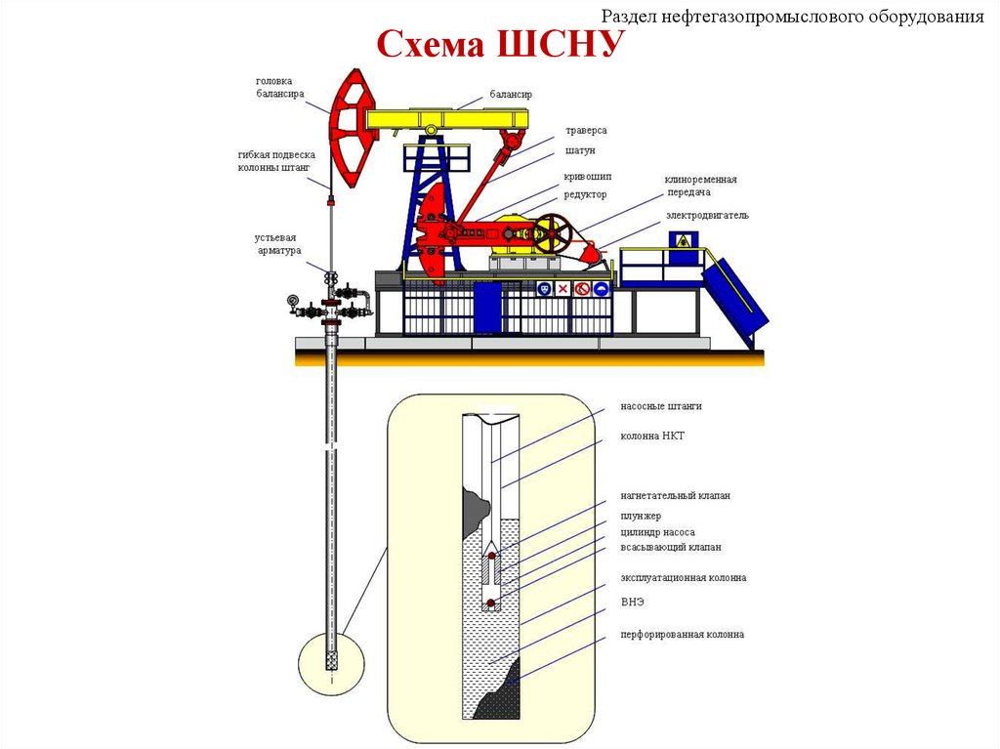 Раздел нефтегазопромыслового оборудования
Схема ШСНУ
головка
балансира
балансир
траверса
гибкая подвеска
колонны штанг
шатун
кривошип
редуктор
клиноременная
передача
электродвигатель
устьевая
арматура
насосные штанги
колонна НКТ
нагнетательный клапан
плунжер
цилиндр насоса
всасывающий клапан
эксплуатационная колонна
ВНЭ
перфорированная колонна